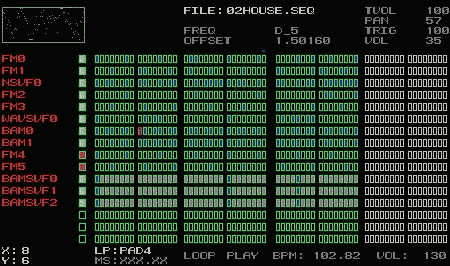 FILE:02HOUSE.SEQ TVOL 100
PAN 57
FREQ D_5 TRIG 100
OFFSET 1.50160 VOL 35
FM0
FM1
NSVF0
FM2
FM3
WAVSVF0
BAM0
BAM1
FM4
FM5
BAMSVF0
BAMSVF1
BAMSVF2
X:8 LP:PAD4
Y:6 MS:XXX.XX LOOP PLAY BPM: 102.82 VOL: 130